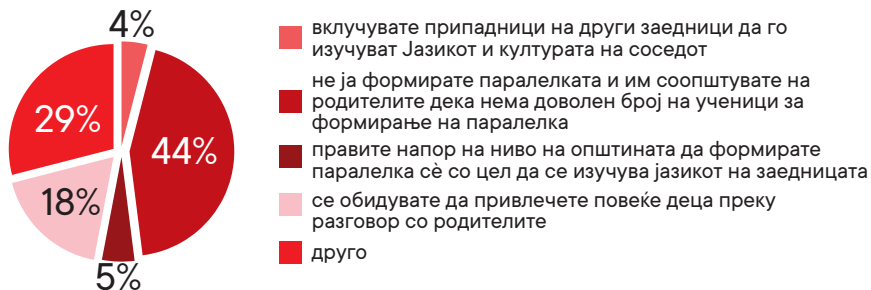 4%
29%
44%
18%
5%
вклучувате припадници на други заедници да го
изучуват Јазикот и културата на соседот
не ја формирате паралелката и им соопштувате на
родителите дека нема доволен број на ученици за
формирање на паралелка
правите напор на ниво на општината да формирате
паралелка сѐ со цел да се изучува јазикот на заедницата
се обидувате да привлечете повеќе деца преку
разговор со родителите
друго